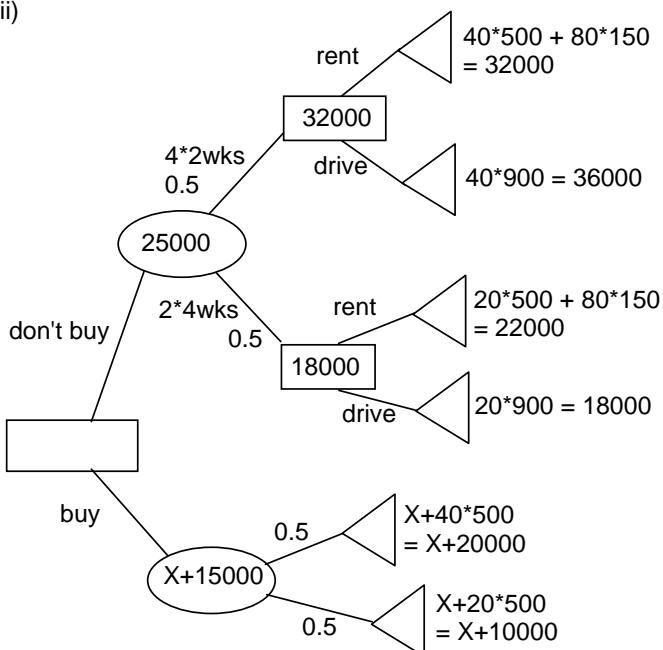 ii)
rent
40*500 + 80*150
= 32000
32000
4*2wks
0.5
drive
40*900 = 36000
25000
2*4wks
0.5
rent
20*500 + 80*150
= 22000
18000
don't buy
drive
20*900 = 18000
buy
0.5
X+40*500
= X+20000
X+15000
0.5
X+20*500
= X+10000